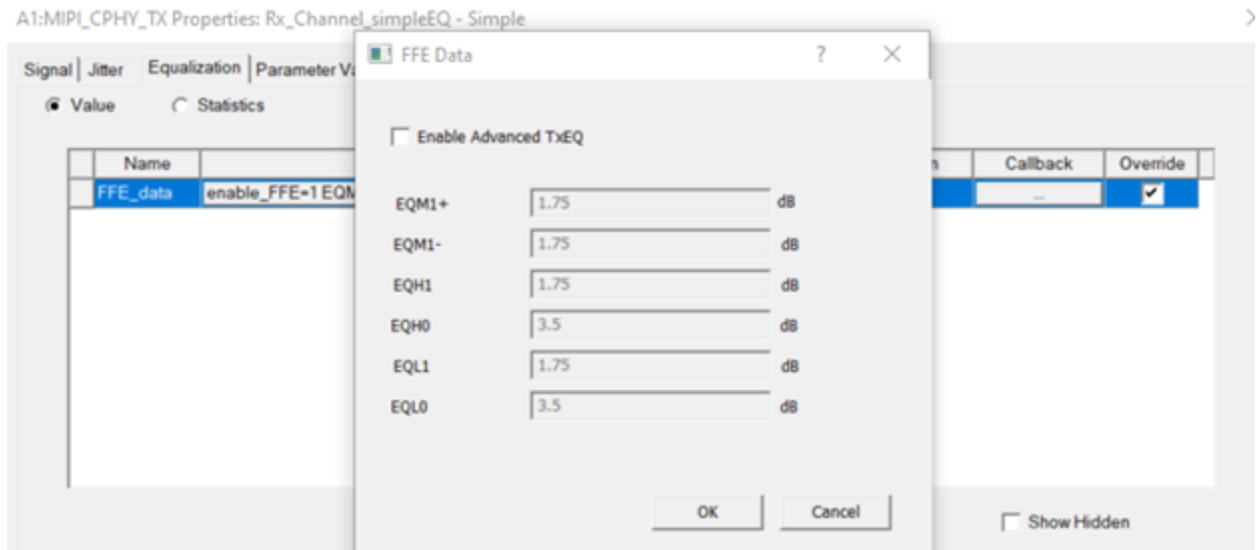 A1:MIPI_CPHY_TX Properties: Rx_Channel_simpleEQ - Simple
FFE Data ?
Signal Jitter Equalization Parameter
Value Statistics
Enable Advanced TxEQ
Name Callback Override
FFE_data enable_FFE=1 ...
EQM1+ 1.75 dB
EQM1- 1.75 dB
EQH1 1.75 dB
EQH0 3.5 dB
EQL1 1.75 dB
EQL0 3.5 dB
OK Cancel
Show Hidden